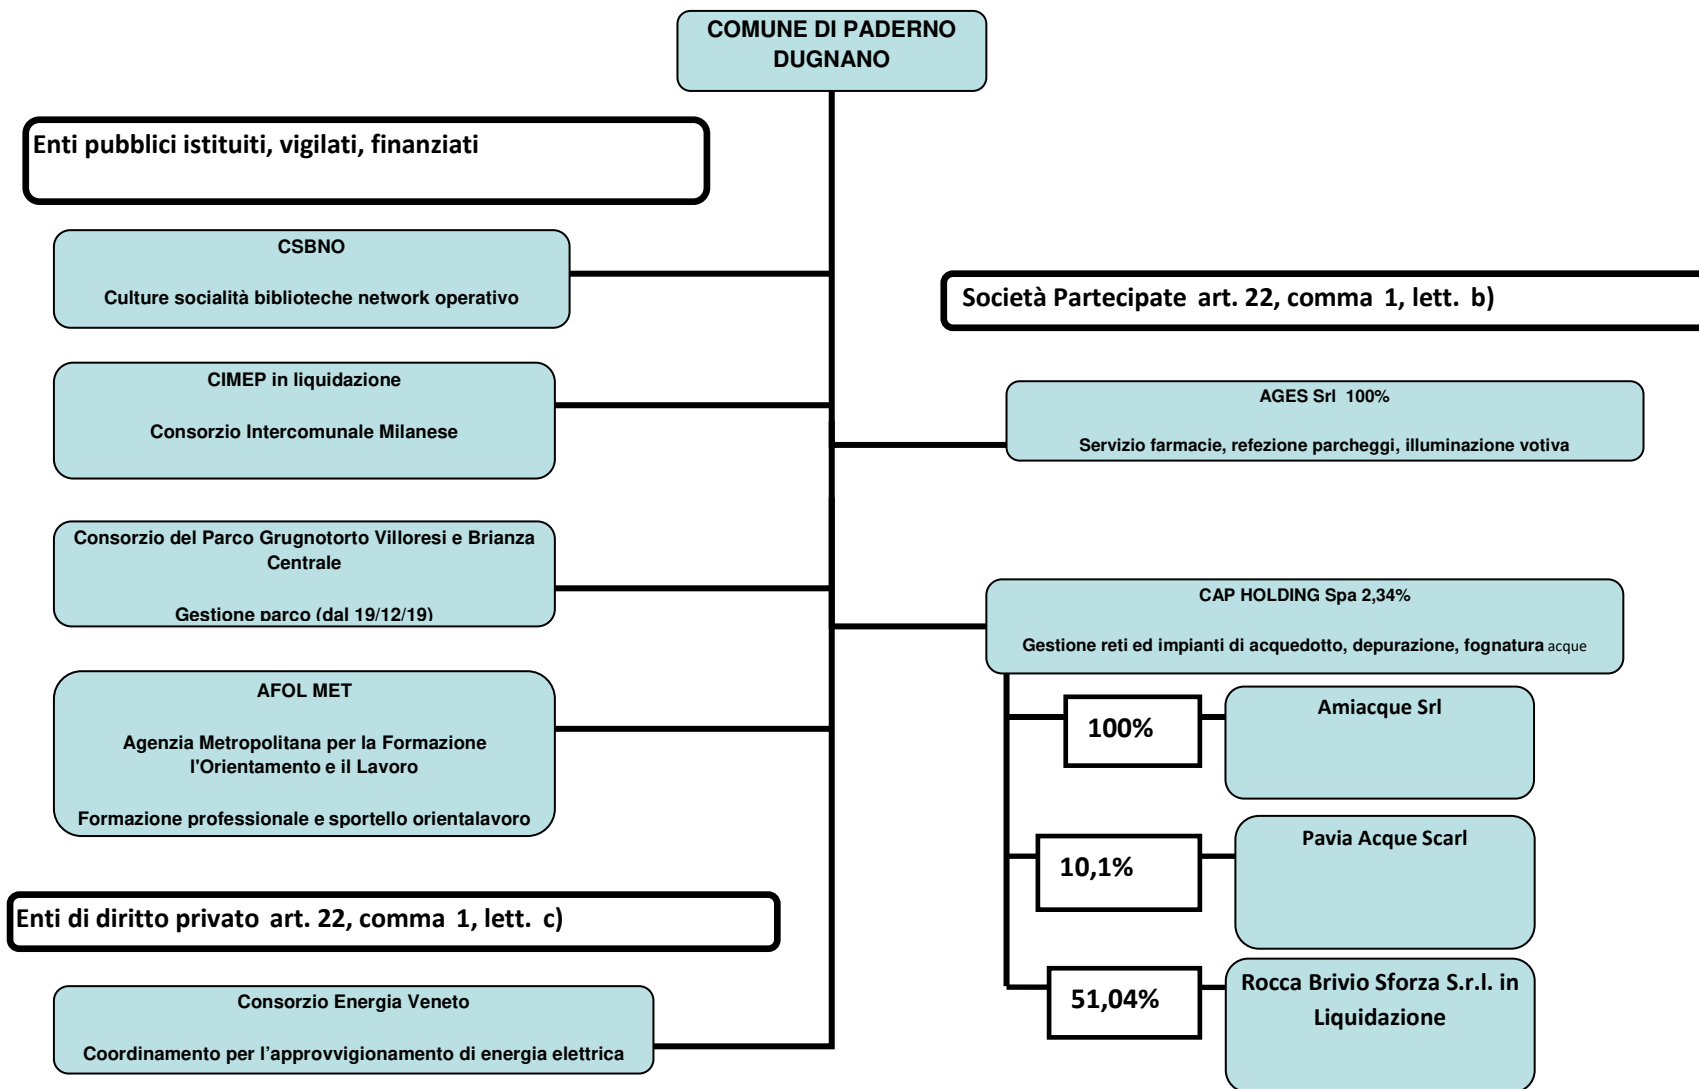 COMUNE DI PADERNO
DUGNANO
Enti pubblici istituiti, vigilati, finanziati
CSBNO
Culture socialità biblioteche network operativo
CIMEP in liquidazione
Consorzio Intercomunale Milanese
Consorzio del Parco Grugnotorto Villoresi e Brianza
Centrale
Gestione parco (dal 19/12/19)
AFOL MET
Agenzia Metropolitana per la Formazione
l'Orientamento e il Lavoro
Formazione professionale e sportello orientalavoro
Enti di diritto privato art. 22, comma 1, lett. c)
Consorzio Energia Veneto
Coordinamento per l’approvvigionamento di energia elettrica
Società Partecipate art. 22, comma 1, lett. b)
AGES Srl 100%
Servizio farmacie, refezione parcheggi, illuminazione votiva
CAP HOLDING Spa 2,34%
Gestione reti ed impianti di acquedotto, depurazione, fognatura acque
100%
Amiacque Srl
10,1%
Pavia Acque Scarl
51,04%
Rocca Brivio Sforza S.r.l. in
Liquidazione